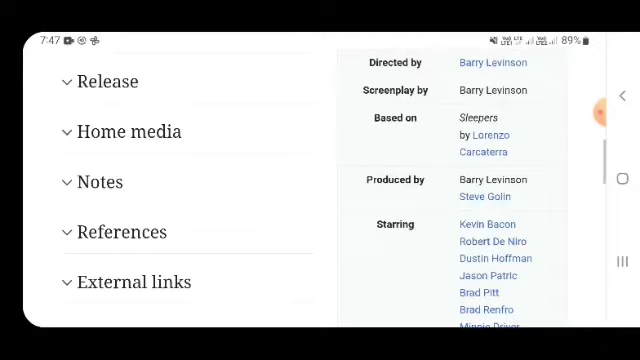 7:47
89%
Release
Home media
Notes
References
External links
Directed by Barry Levinson
Screenplay by Barry Levinson
Based on Sleepers
by Lorenzo
Carcaterra
Produced by Barry Levinson
Steve Golin
Starring Kevin Bacon
Robert De Niro
Dustin Hoffman
Jason Patric
Brad Pitt
Brad Renfro
Minnie Driver